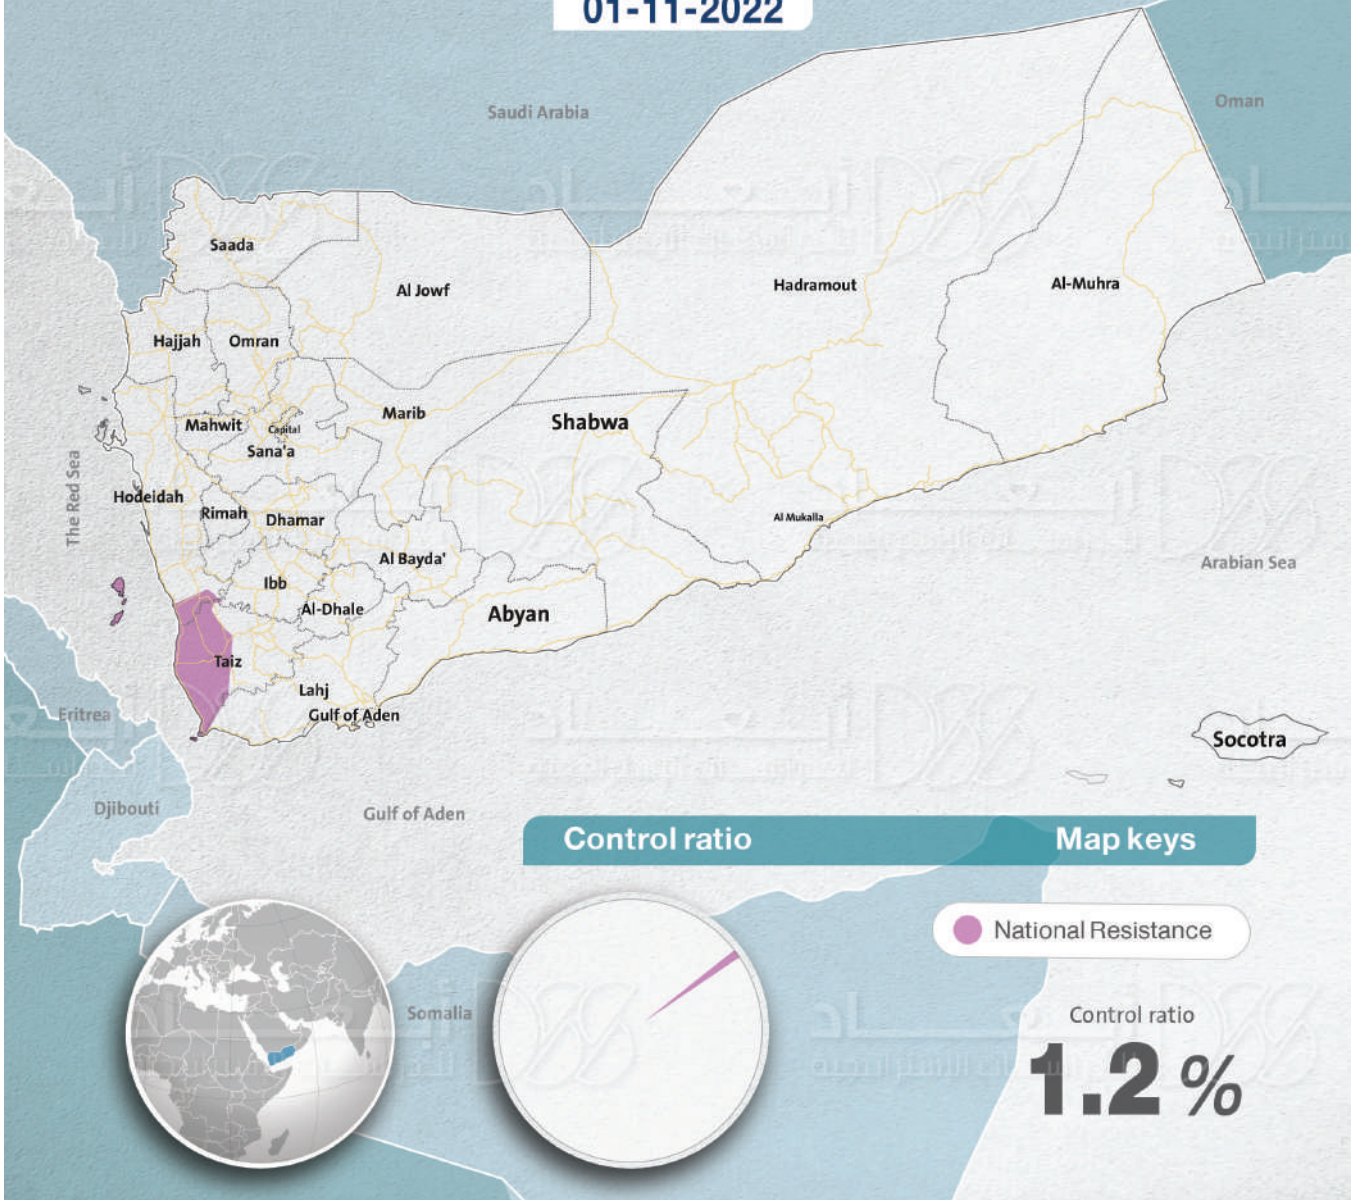 01-11-2022
Saudi Arabia
Oman
Saada
Al Jowf
Hadramout
Al-Muhra
Hajjah
Omran
Marib
Shabwa
Mahwit
Capital
Sana'a
The Red Sea
Hodeidah
Rimah
Dhamar
Al Mukalla
Al Bayda'
Arabian Sea
Ibb
Al-Dhale
Abyan
Taiz
Lahj
Gulf of Aden
Eritrea
Socotra
Djibouti
Gulf of Aden
Control ratio
Map keys
National Resistance
Somalia
Control ratio
1.2 %